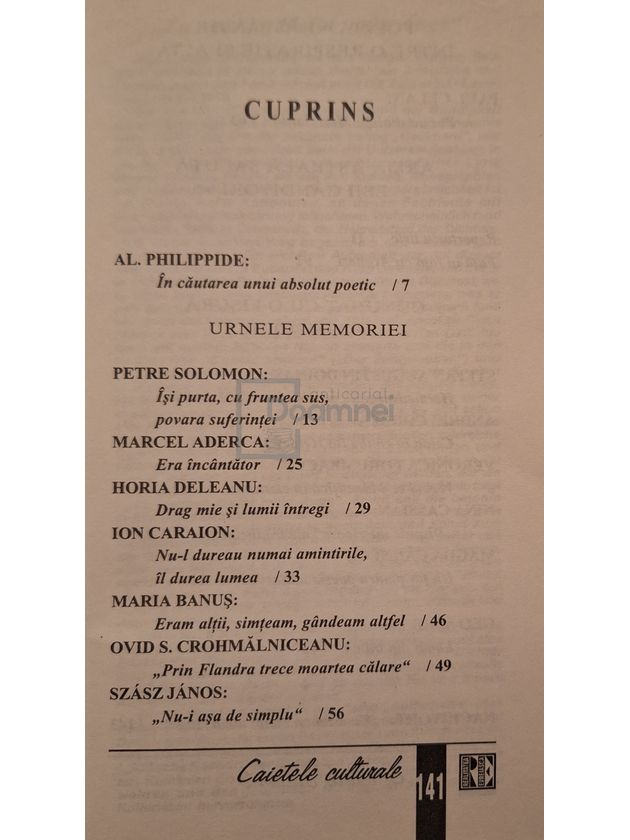 CUPRINS
AL. PHILIPPIDE:
În căutarea unui absolut poetic / 7
URNELE MEMORIEI
PETRE SOLOMON:
Își purta, cu fruntea sus,
povara suferinței / 13
MARCEL ADERCA:
Era încântător / 25
HORIA DELEANU:
Drag mie și lumii întregi / 29
ION CARAION:
Nu-l dureau numai amintirile,
îl durea lumea / 33
MARIA BANUȘ:
Eram alții, simțeam, gândeam altfel / 46
OVID S. CROHMĂLNICEANU:
„Prin Flandra trece moartea călare“ / 49
SZÁSZ JÁNOS:
„Nu-i așa de simplu“ / 56
Caietele culturale 141
anticariat
Doamnei